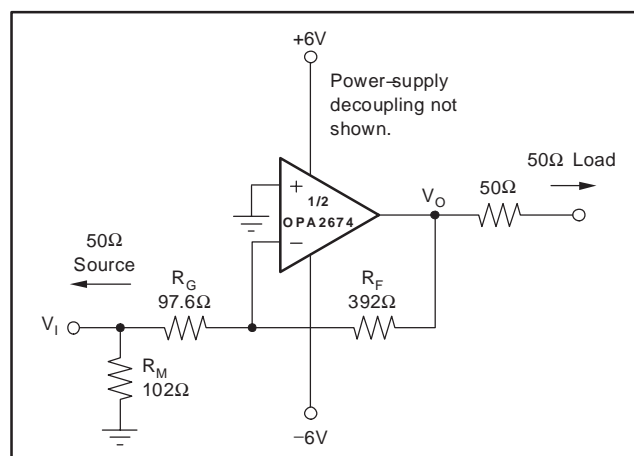 +6V
Power-supply
decoupling not
shown.
50Ω Load
+
1/2
OPA2674
−
V_O
50Ω
50Ω
Source
R_G
97.6Ω
R_F
392Ω
V_I
R_M
102Ω
−6V